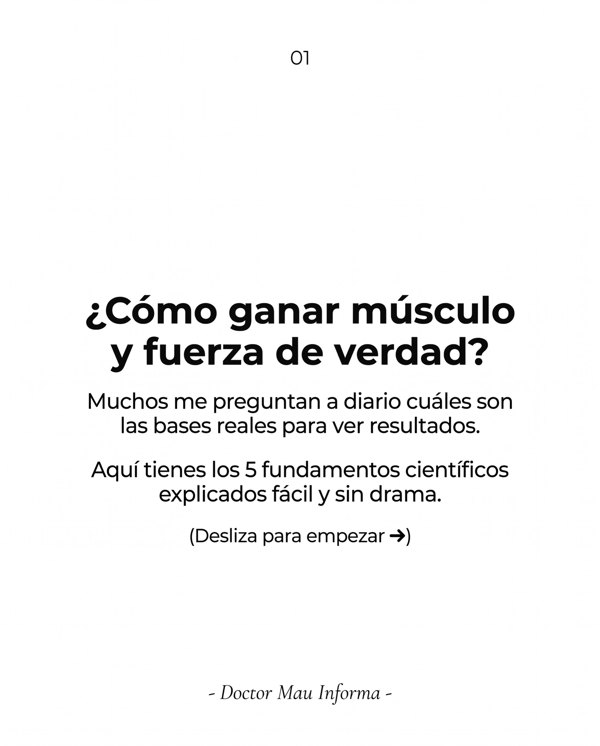 01
¿Cómo ganar músculo
y fuerza de verdad?
Muchos me preguntan a diario cuáles son
las bases reales para ver resultados.
Aquí tienes los 5 fundamentos científicos
explicados fácil y sin drama.
(Desliza para empezar ➔)
- Doctor Mau Informa -